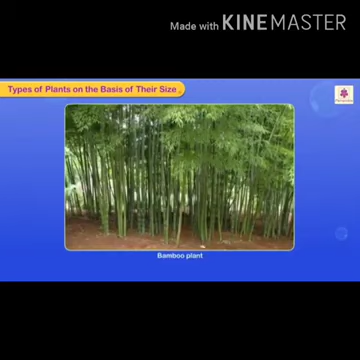 Made with KINEMASTER
Types of Plants on the Basis of Their Size
Bamboo plant